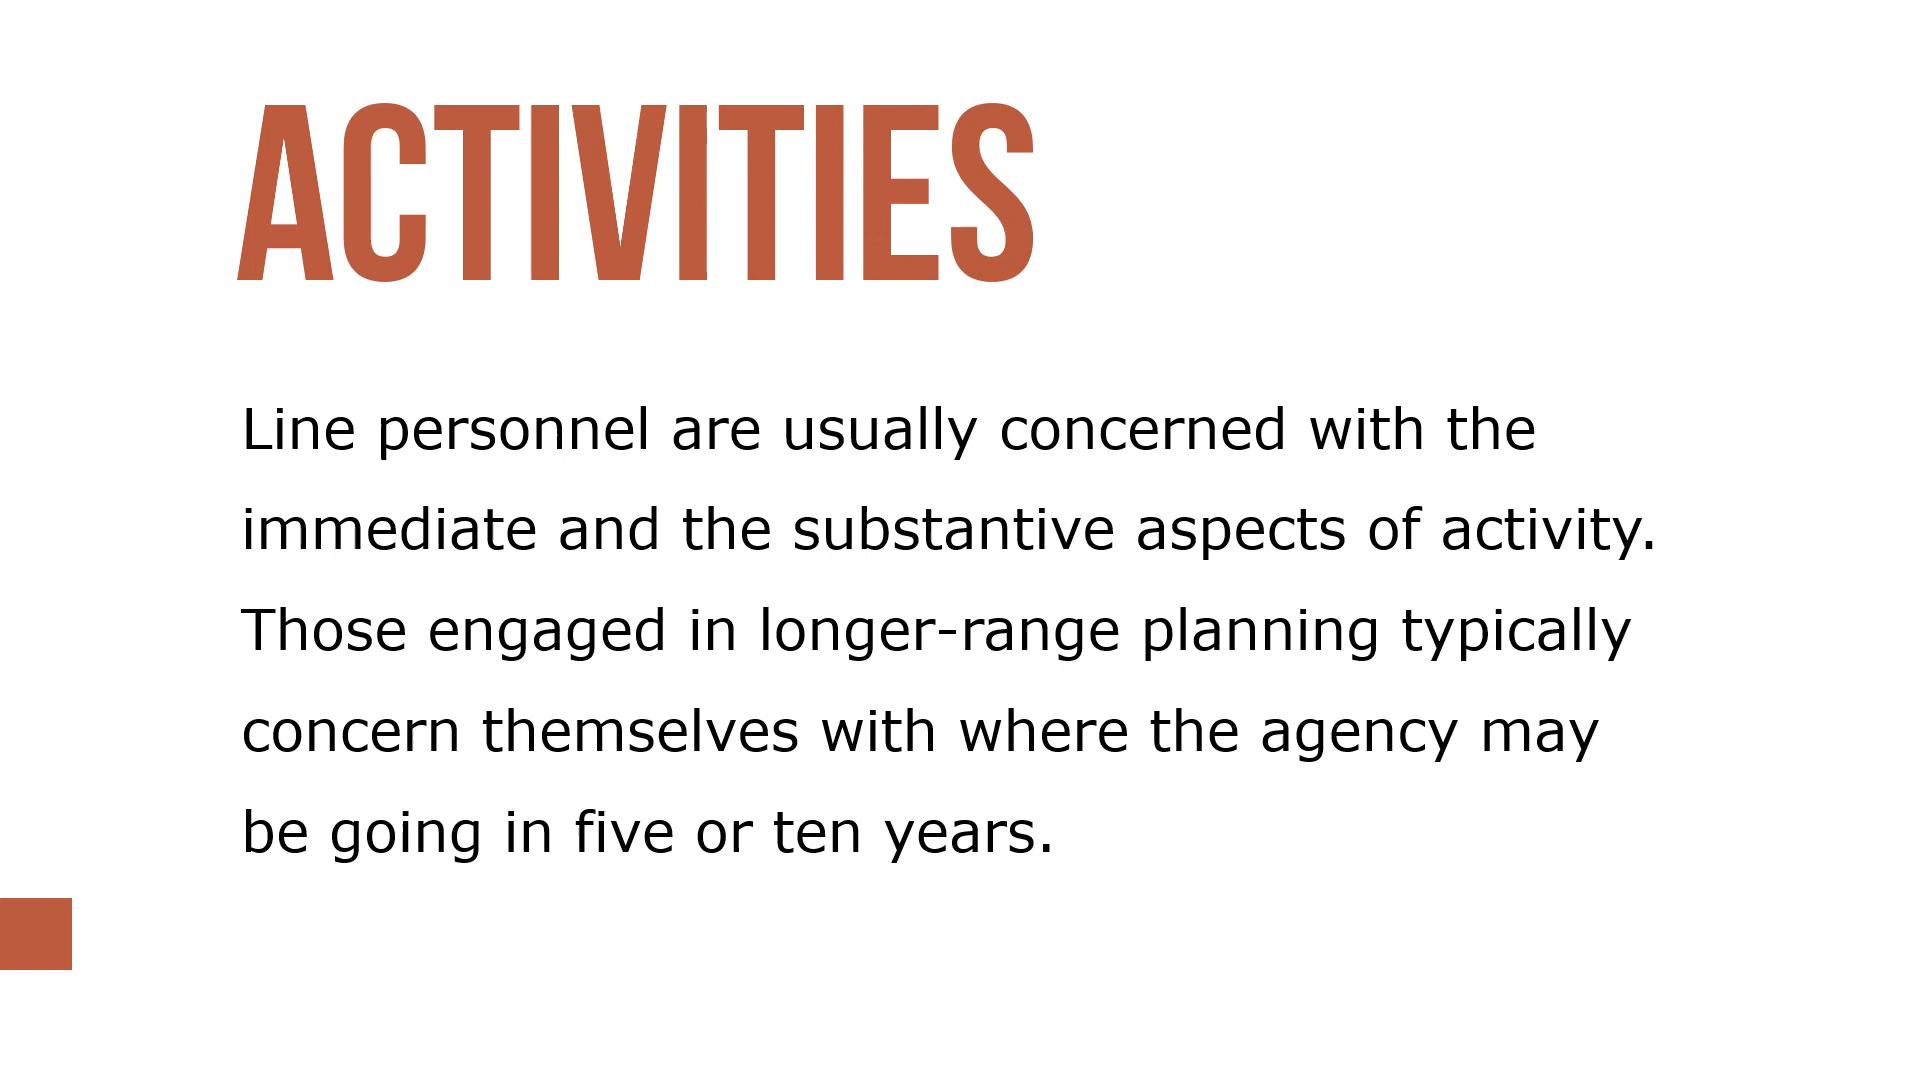 ACTIVITIES
Line personnel are usually concerned with the
immediate and the substantive aspects of activity.
Those engaged in longer-range planning typically
concern themselves with where the agency may
be going in five or ten years.